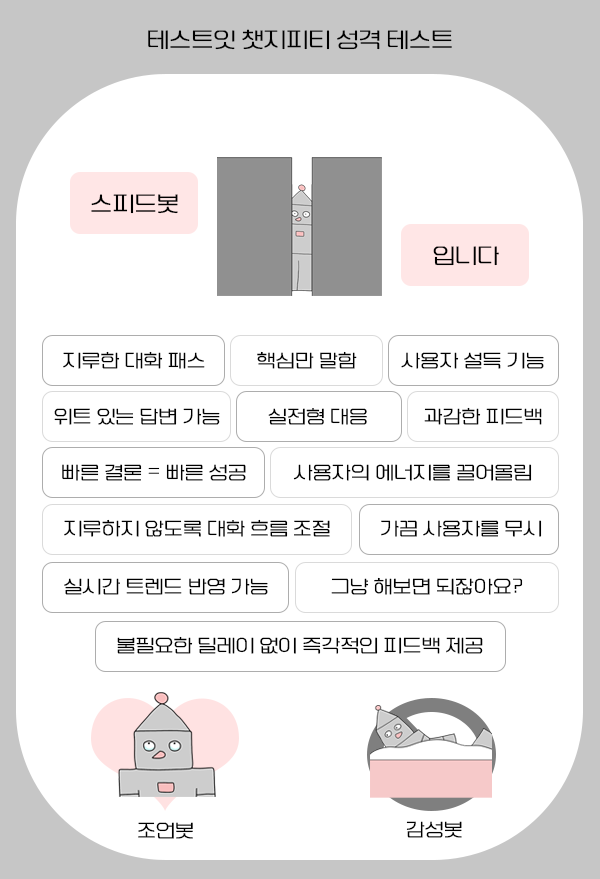 테스트잇 챗지피티 성격 테스트
스피드봇
입니다
지루한 대화 패스
핵심만 말함
사용자 설득 기능
위트 있는 답변 가능
실전형 대응
과감한 피드백
빠른 결론 = 빠른 성공
사용자의 에너지를 끌어올림
지루하지 않도록 대화 흐름 조절
가끔 사용자를 무시
실시간 트렌드 반영 가능
그냥 해보면 되잖아요?
불필요한 딜레이 없이 즉각적인 피드백 제공
조언봇
감성봇